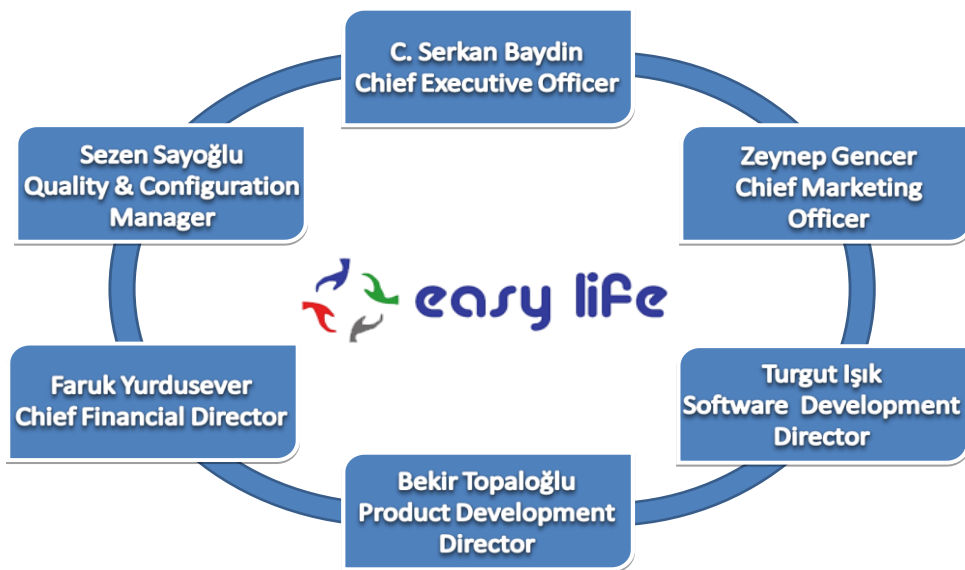 C. Serkan Baydin
Chief Executive Officer
Zeynep Gencer
Chief Marketing
Officer
Turgut Işık
Software Development
Director
Bekir Topaloğlu
Product Development
Director
Faruk Yurdusever
Chief Financial Director
Sezen Sayoğlu
Quality & Configuration
Manager
easy life